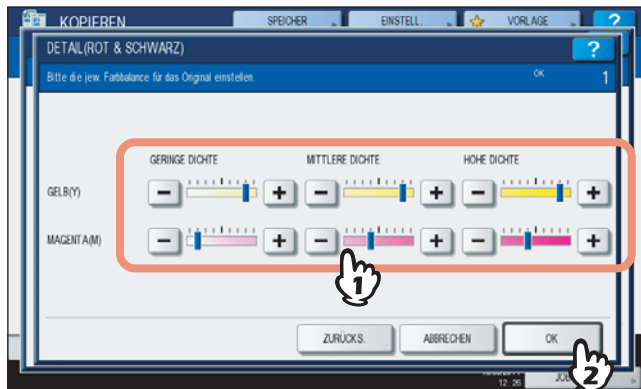 KOPIEREN SPEICHER EINSTELL. VORLAGE ?
DETAIL(ROT & SCHWARZ) ?
Bitte die jew. Farbbalance für das Original einstellen. OK 1
GERINGE DICHTE MITTLERE DICHTE HOHE DICHTE
GELB(Y) − + − + − +
MAGENTA(M) − + − + − +
1
ZURÜCKS. ABBRECHEN OK
2
12:26